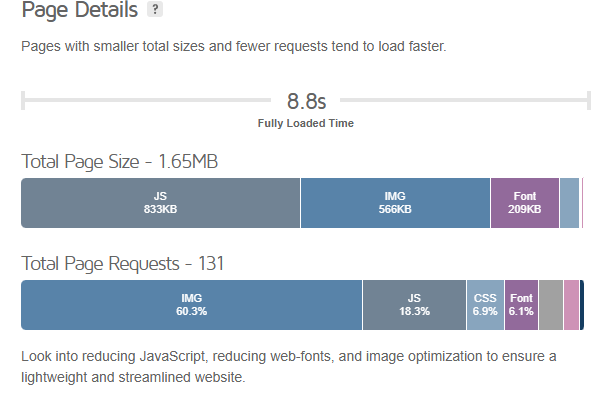 Page Details ?
Pages with smaller total sizes and fewer requests tend to load faster.
8.8s
Fully Loaded Time
Total Page Size - 1.65MB
JS IMG Font
833KB 566KB 209KB
Total Page Requests - 131
IMG JS CSS Font
60.3% 18.3% 6.9% 6.1%
Look into reducing JavaScript, reducing web-fonts, and image optimization to ensure a
lightweight and streamlined website.